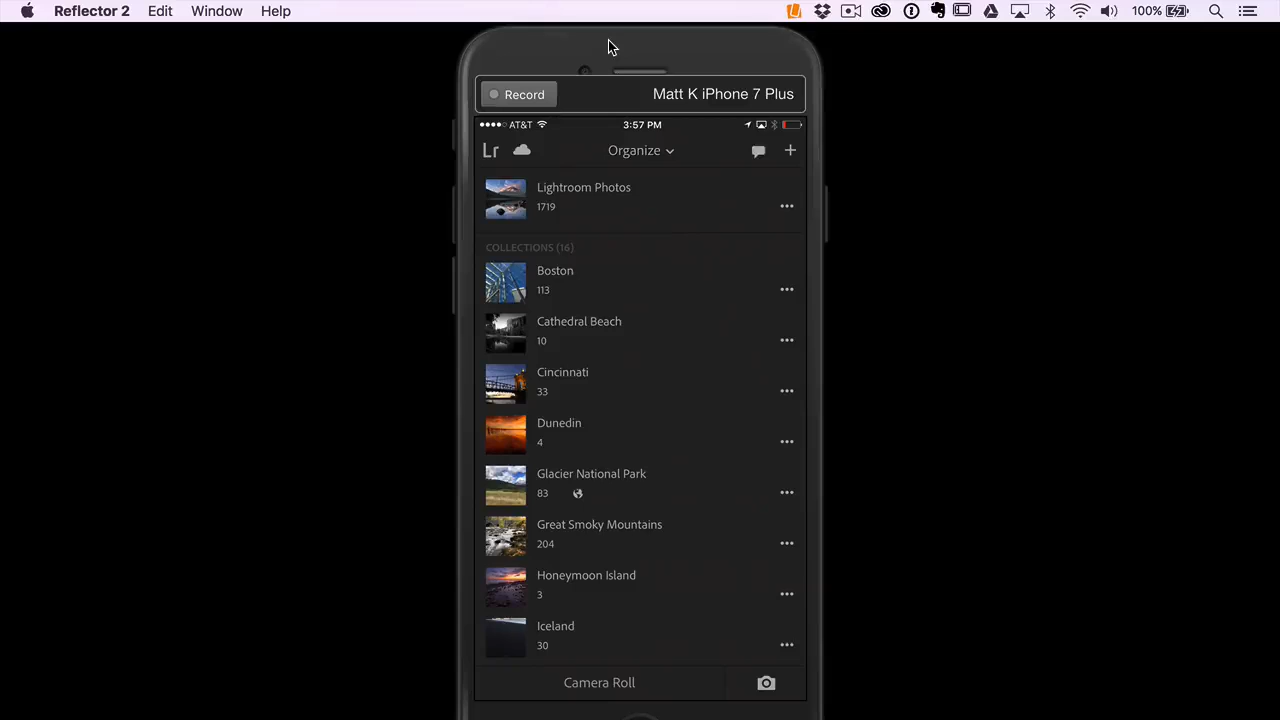 Reflector 2 Edit Window Help 100%
Record Matt K iPhone 7 Plus
AT&T 3:57 PM
Lr Organize
Lightroom Photos
1719
COLLECTIONS (16)
Boston
113
Cathedral Beach
10
Cincinnati
33
Dunedin
4
Glacier National Park
83
Great Smoky Mountains
204
Honeymoon Island
3
Iceland
30
Camera Roll